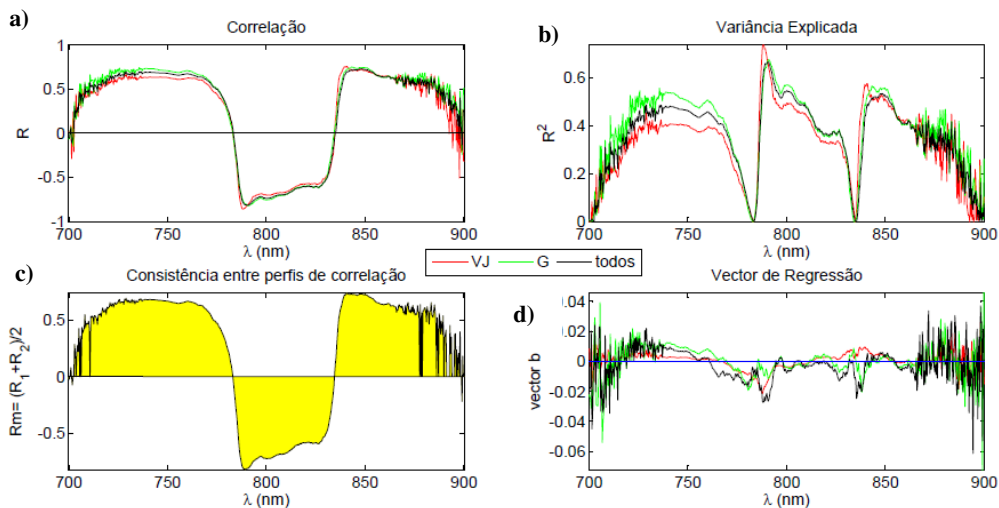 a)
Correlação
R
1
0.5
0
-0.5
-1
700
750
800
850
900
λ (nm)
b)
Variância Explicada
R²
0.6
0.4
0.2
0
700
750
800
850
900
λ (nm)
VJ
G
todos
c)
Consistência entre perfis de correlação
Rm= (R₁+R₂)/2
0.5
0
-0.5
700
750
800
850
900
λ (nm)
d)
Vector de Regressão
vector b
0.04
0.02
0
-0.02
-0.04
-0.06
700
750
800
850
900
λ (nm)